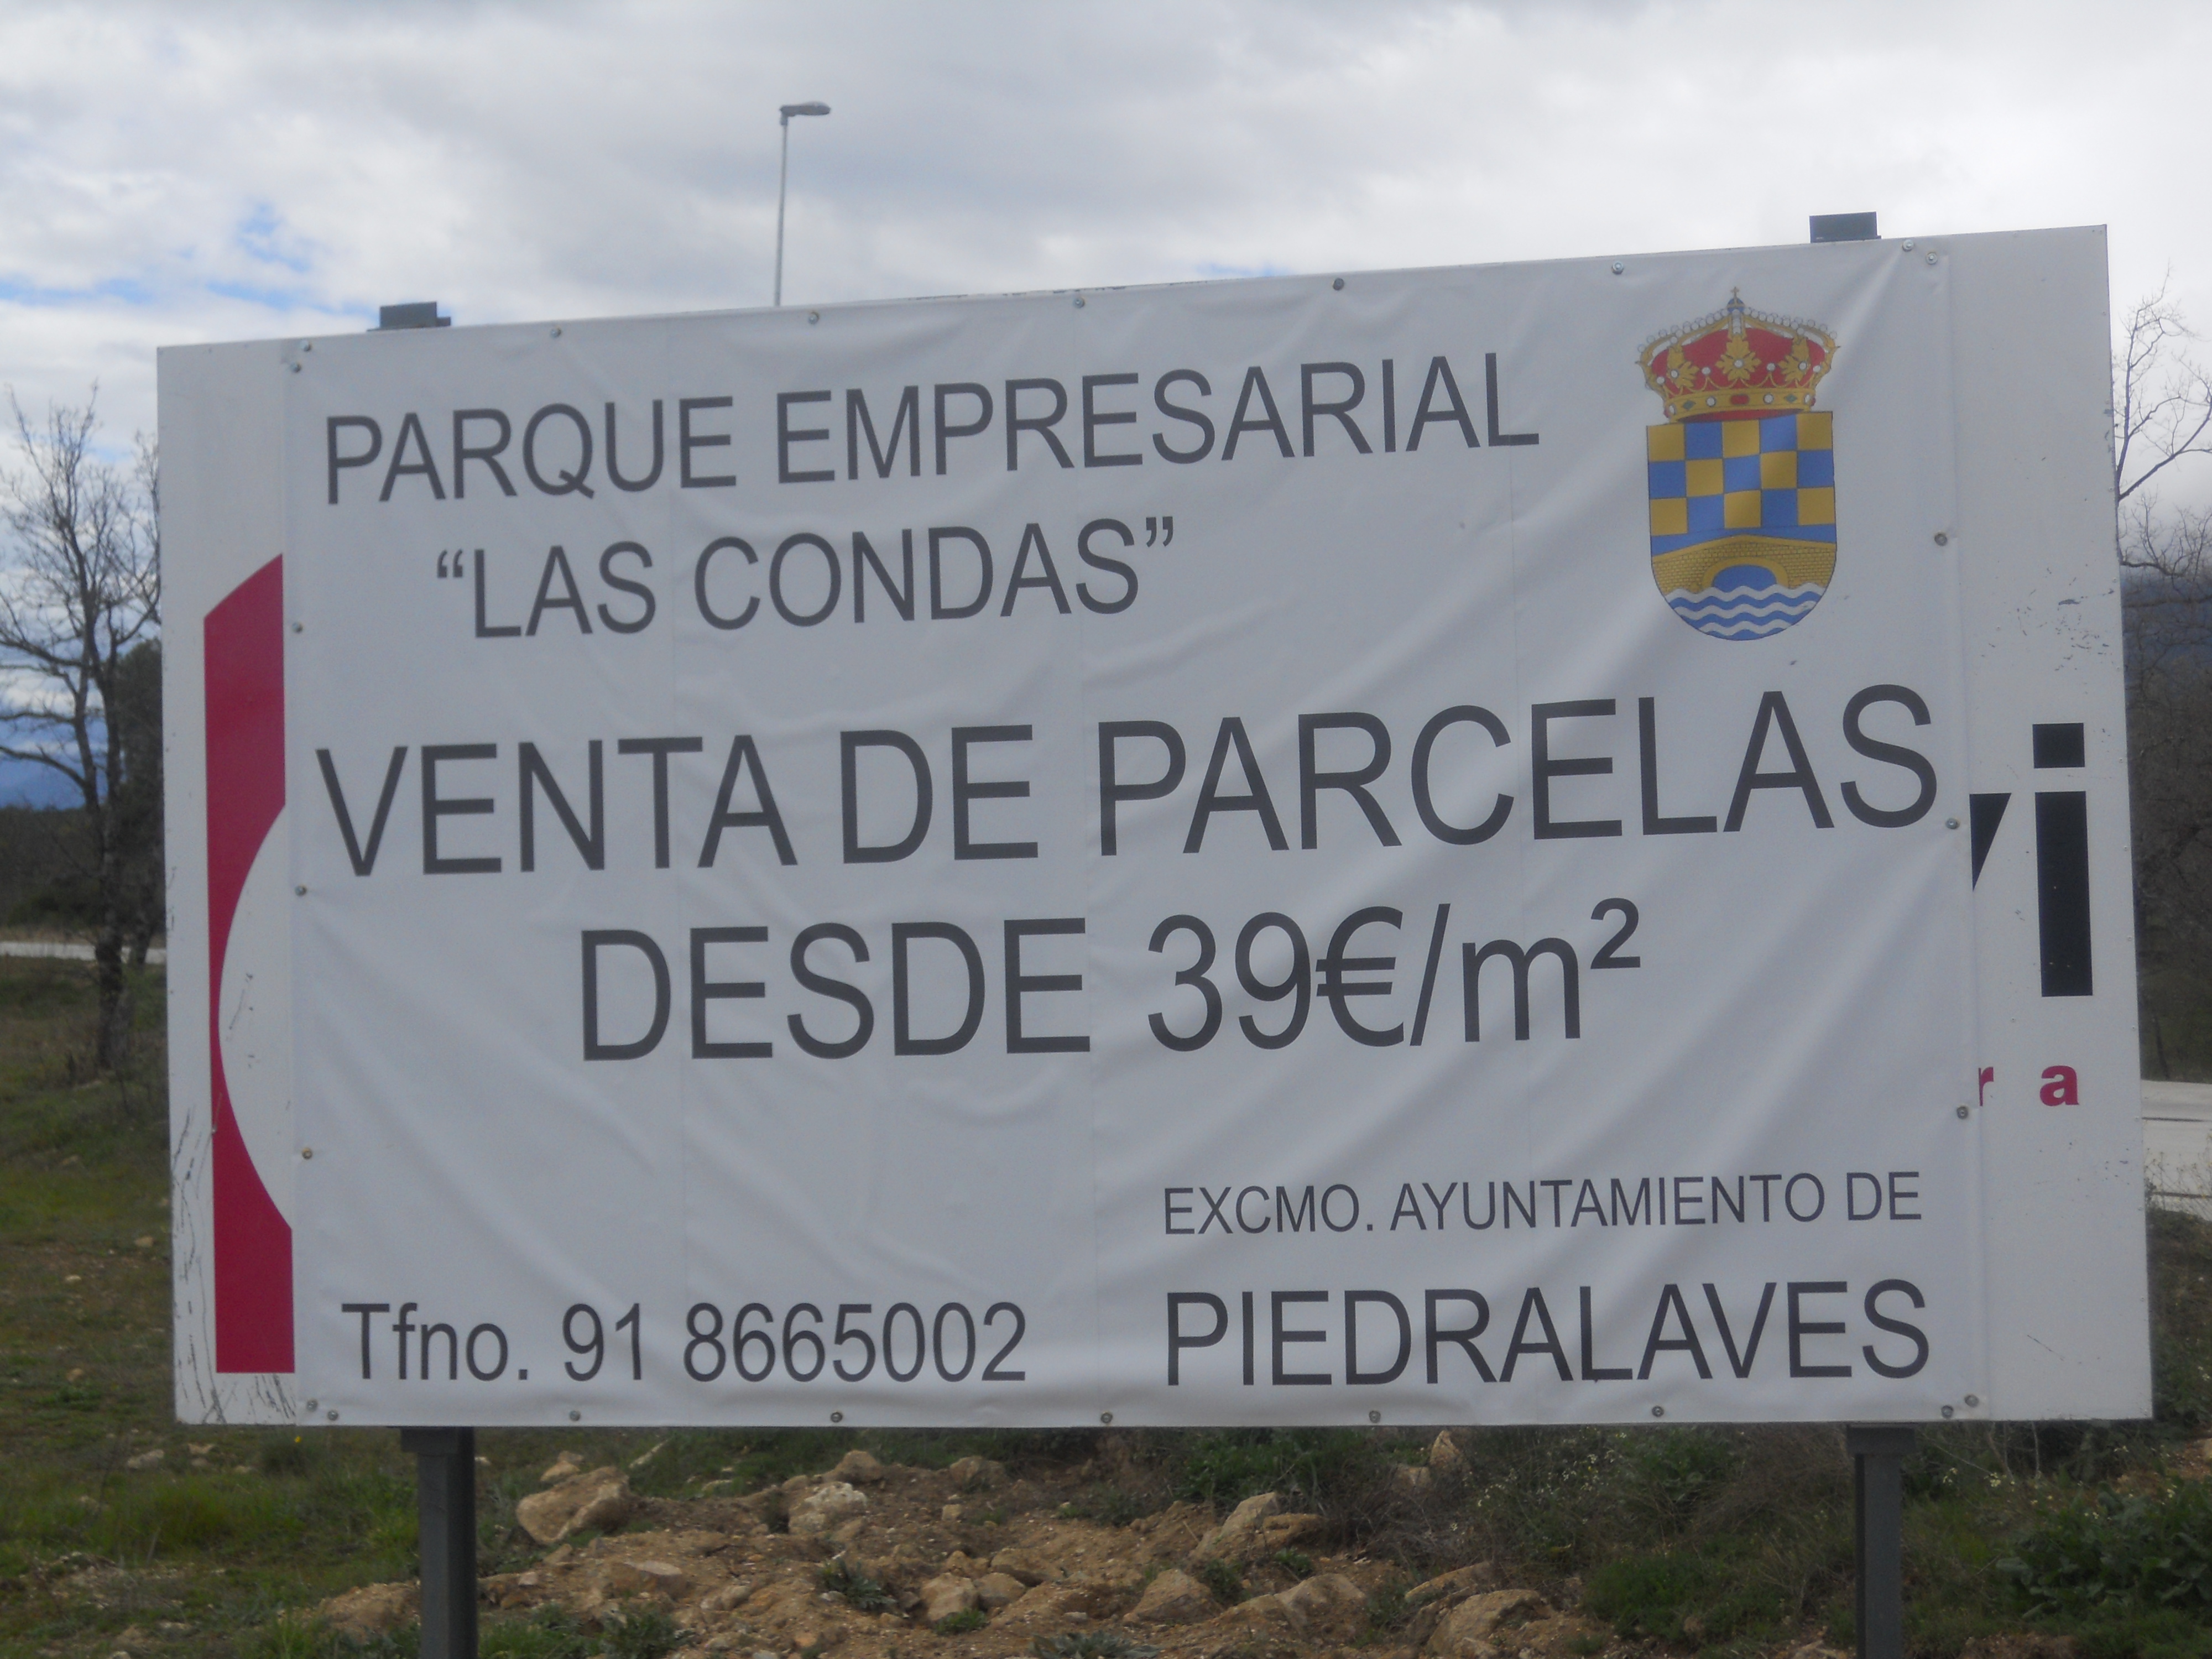 PARQUE EMPRESARIAL
“LAS CONDAS”
VENTA DE PARCELAS
DESDE 39€/m²
EXCMO. AYUNTAMIENTO DE
Tfno. 91 8665002 PIEDRALAVES